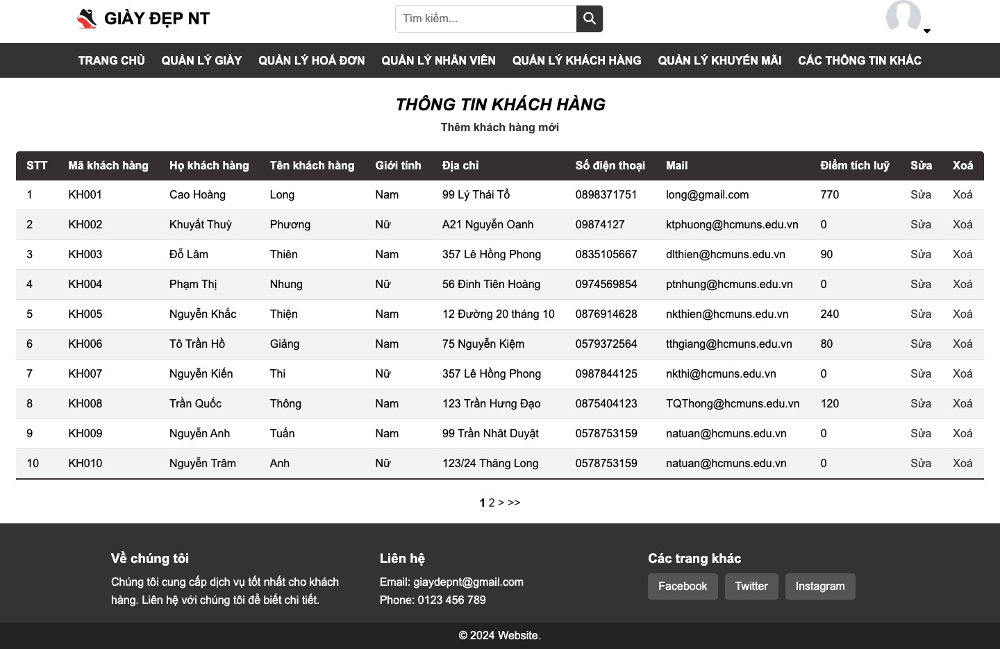 GIÀY ĐẸP NT
Tìm kiếm...
TRANG CHỦ QUẢN LÝ GIÀY QUẢN LÝ HOÁ ĐƠN QUẢN LÝ NHÂN VIÊN QUẢN LÝ KHÁCH HÀNG QUẢN LÝ KHUYẾN MÃI CÁC THÔNG TIN KHÁC
THÔNG TIN KHÁCH HÀNG
Thêm khách hàng mới
STT Mã khách hàng Họ khách hàng Tên khách hàng Giới tính Địa chỉ Số điện thoại Mail Điểm tích luỹ Sửa Xoá
1 KH001 Cao Hoàng Long Nam 99 Lý Thái Tổ 0898371751 long@gmail.com 770 Sửa Xoá
2 KH002 Khuyất Thuỳ Phương Nữ A21 Nguyễn Oanh 09874127 ktphuong@hcmuns.edu.vn 0 Sửa Xoá
3 KH003 Đỗ Lâm Thiên Nam 357 Lê Hồng Phong 0835105667 dlthien@hcmuns.edu.vn 90 Sửa Xoá
4 KH004 Phạm Thị Nhung Nữ 56 Đinh Tiên Hoàng 0974569854 ptnhung@hcmuns.edu.vn 0 Sửa Xoá
5 KH005 Nguyễn Khắc Thiện Nam 12 Đường 20 tháng 10 0876914628 nkthien@hcmuns.edu.vn 240 Sửa Xoá
6 KH006 Tô Trần Hồ Giảng Nam 75 Nguyễn Kiệm 0579372564 tthgiang@hcmuns.edu.vn 80 Sửa Xoá
7 KH007 Nguyễn Kiến Thi Nữ 357 Lê Hồng Phong 0987844125 nkthi@hcmuns.edu.vn 0 Sửa Xoá
8 KH008 Trần Quốc Thông Nam 123 Trần Hưng Đạo 0875404123 TQThong@hcmuns.edu.vn 120 Sửa Xoá
9 KH009 Nguyễn Anh Tuấn Nam 99 Trần Nhât Duyật 0578753159 natuan@hcmuns.edu.vn 0 Sửa Xoá
10 KH010 Nguyễn Trâm Anh Nữ 123/24 Thăng Long 0578753159 natuan@hcmuns.edu.vn 0 Sửa Xoá
1 2 > >>
Về chúng tôi
Chúng tôi cung cấp dịch vụ tốt nhất cho khách
hàng. Liên hệ với chúng tôi để biết chi tiết.
Liên hệ
Email: giaydepnt@gmail.com
Phone: 0123 456 789
Các trang khác
Facebook Twitter Instagram
© 2024 Website.